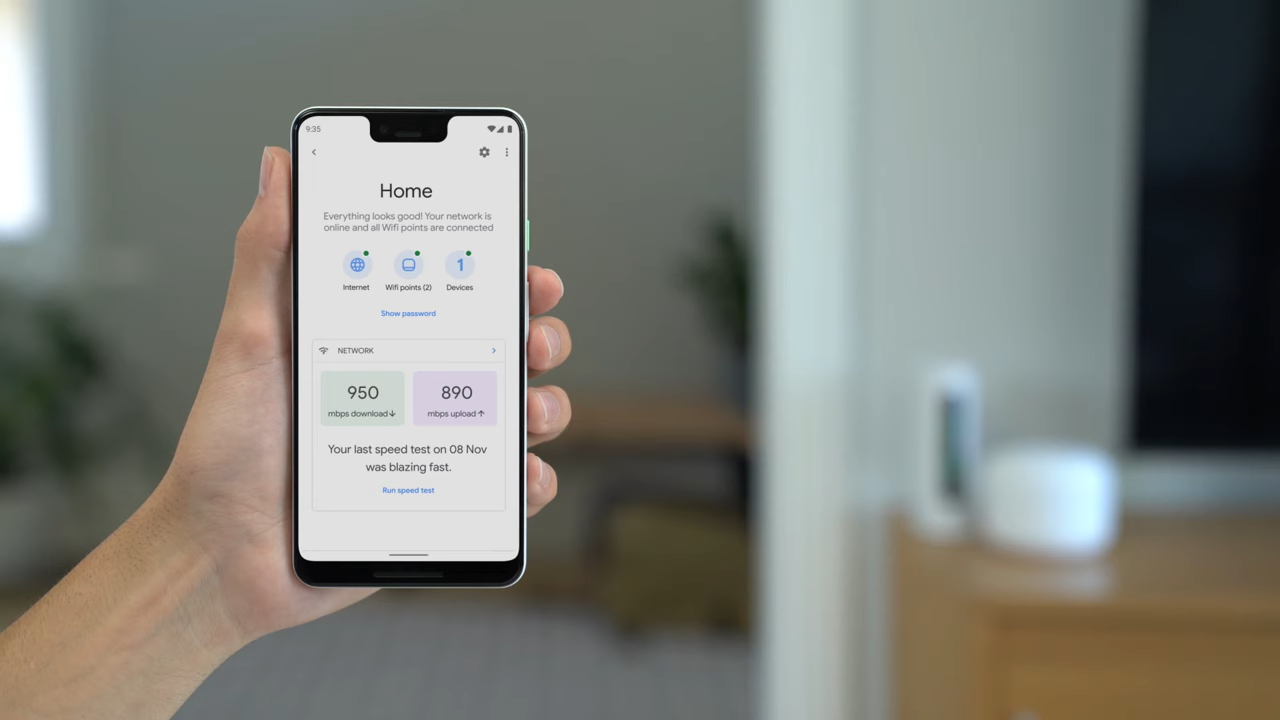 9:35
Home
Everything looks good! Your network is
online and all Wifi points are connected
1
Internet
Wifi points (2)
Devices
Show password
NETWORK
950
890
mbps download↓
mbps upload↑
Your last speed test on 08 Nov
was blazing fast.
Run speed test